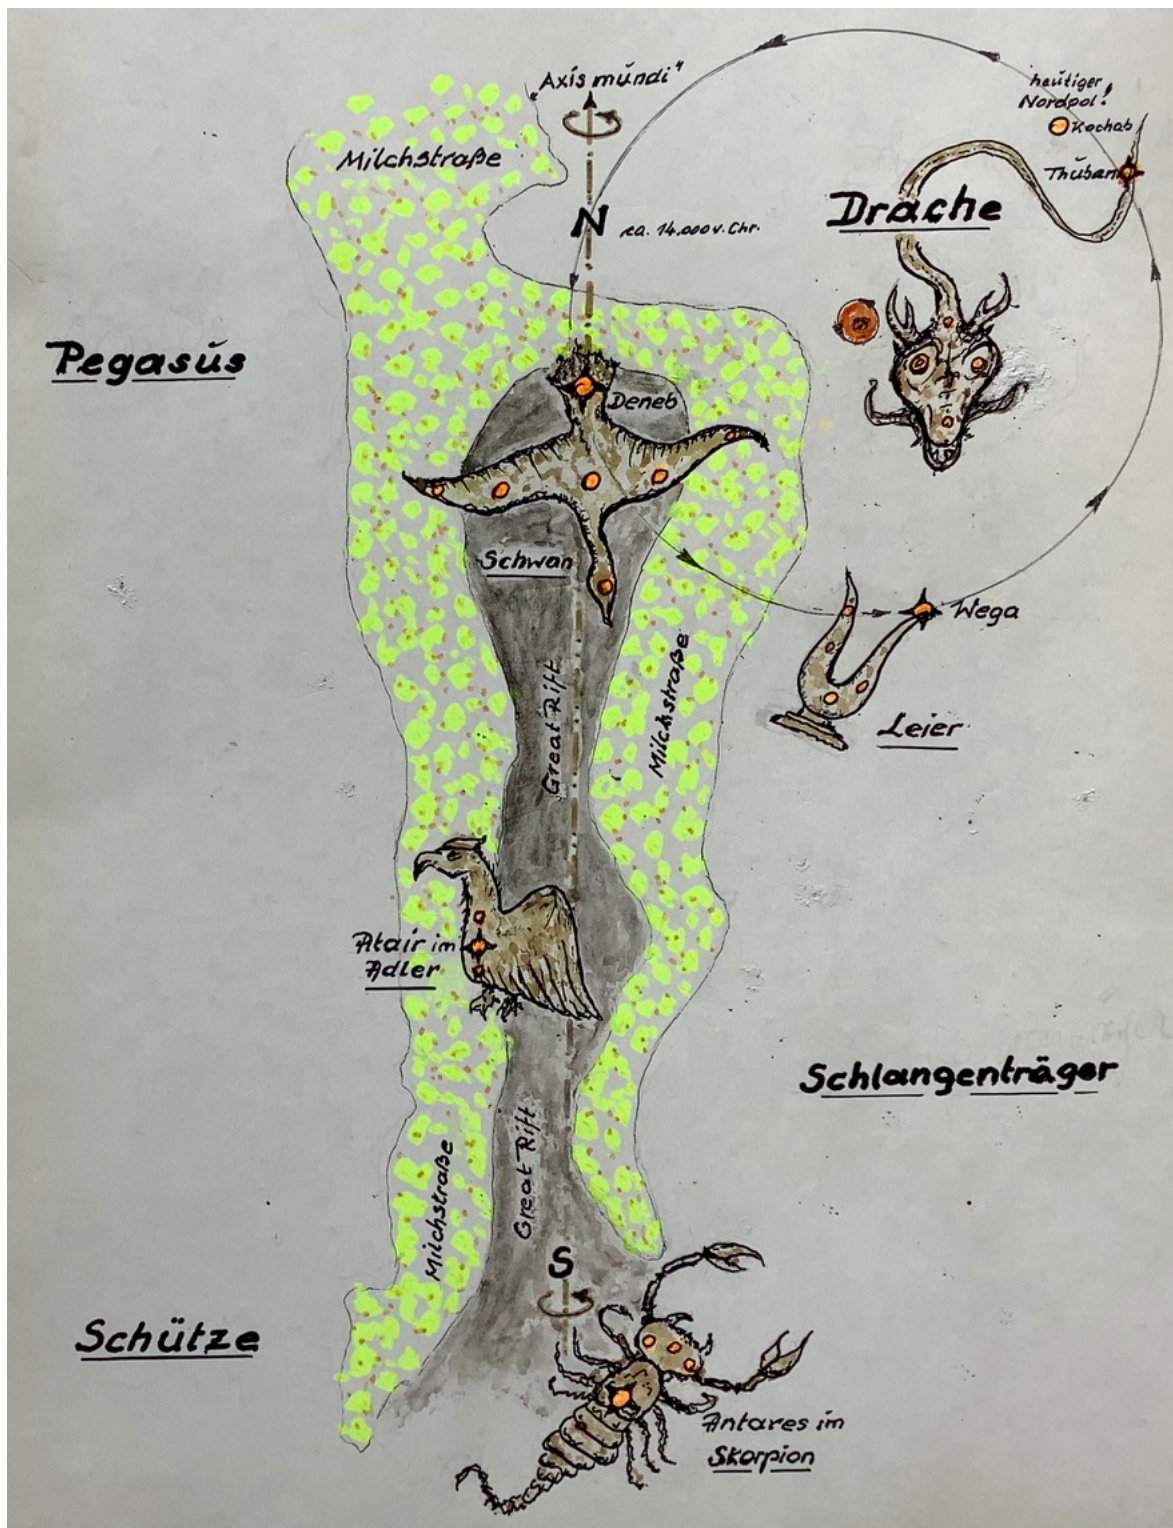 "Axis mundi"
heutiger
Nordpol!
Kochab
Milchstraße
Thuban
Drache
N ca. 14.000 v. Chr.
Pegasus
Deneb
Schwan
Wega
Great Rift
Milchstraße
Leier
Atair im
Adler
Schlangenträger
Great Rift
Milchstraße
S
Schütze
Antares im
Skorpion